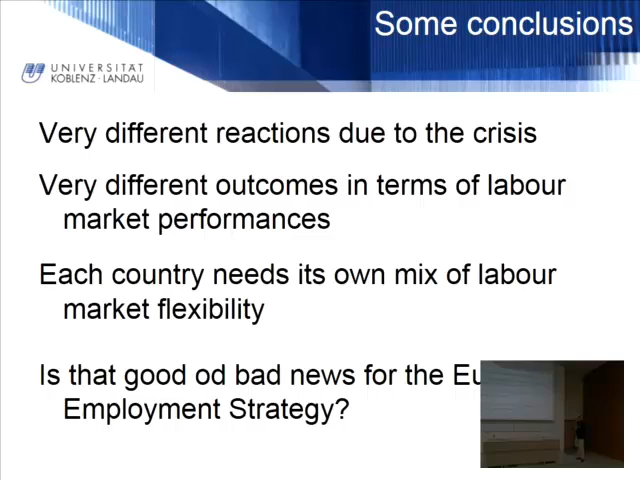 Some conclusions
UNIVERSITÄT
KOBLENZ · LANDAU
Very different reactions due to the crisis
Very different outcomes in terms of labour
market performances
Each country needs its own mix of labour
market flexibility
Is that good od bad news for the Eu
Employment Strategy?